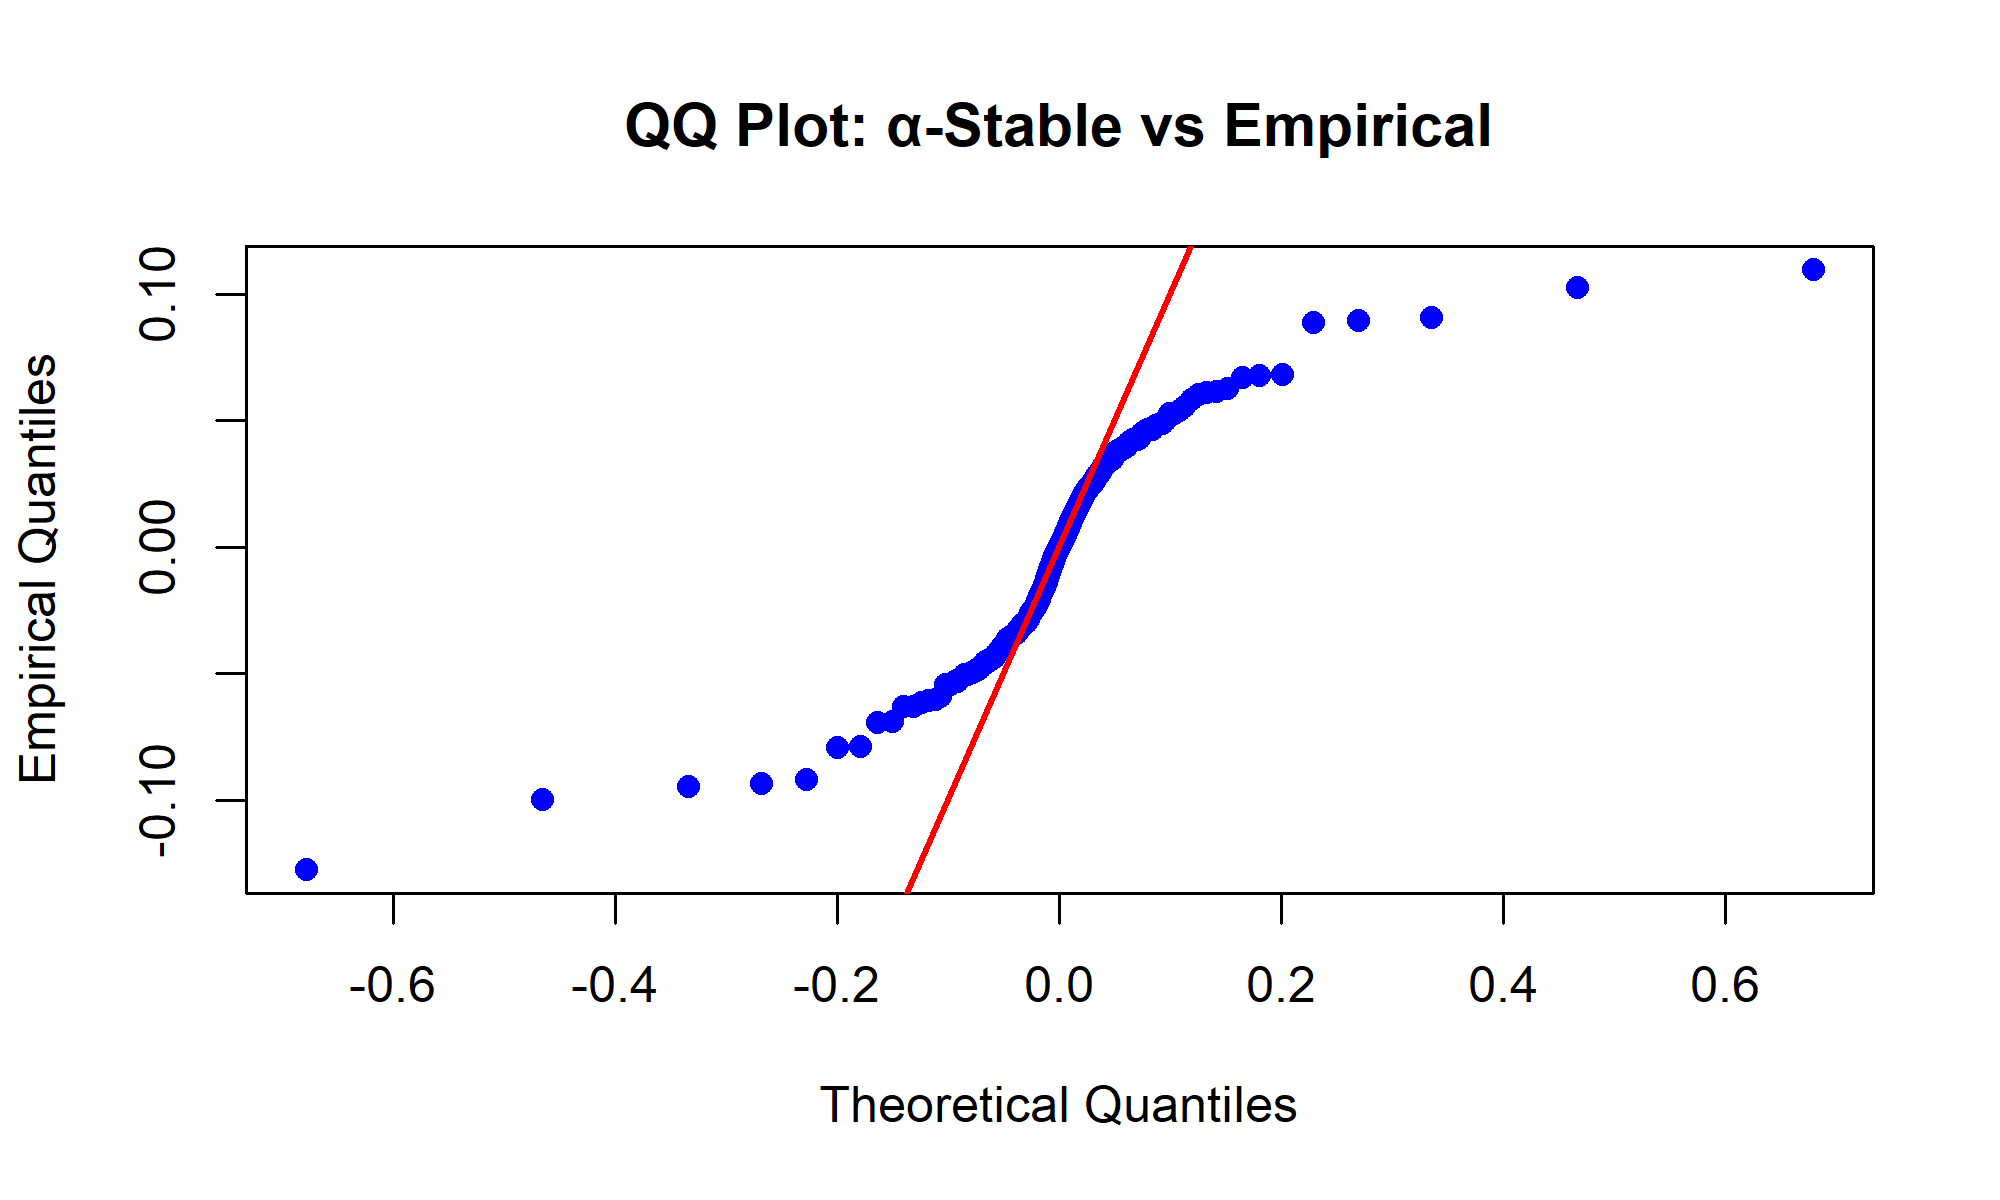 QQ Plot: α-Stable vs Empirical
Empirical Quantiles
0.10
0.00
-0.10
-0.6 -0.4 -0.2 0.0 0.2 0.4 0.6
Theoretical Quantiles